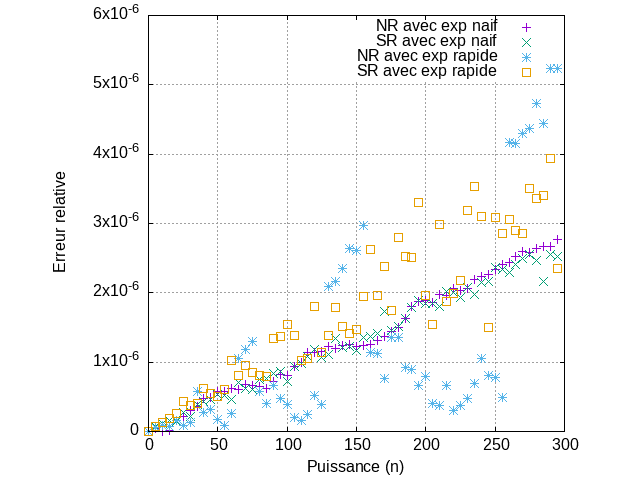 6x10⁻⁶
5x10⁻⁶
4x10⁻⁶
3x10⁻⁶
2x10⁻⁶
1x10⁻⁶
0
Erreur relative
NR avec exp naif
SR avec exp naif
NR avec exp rapide
SR avec exp rapide
0 50 100 150 200 250 300
Puissance (n)